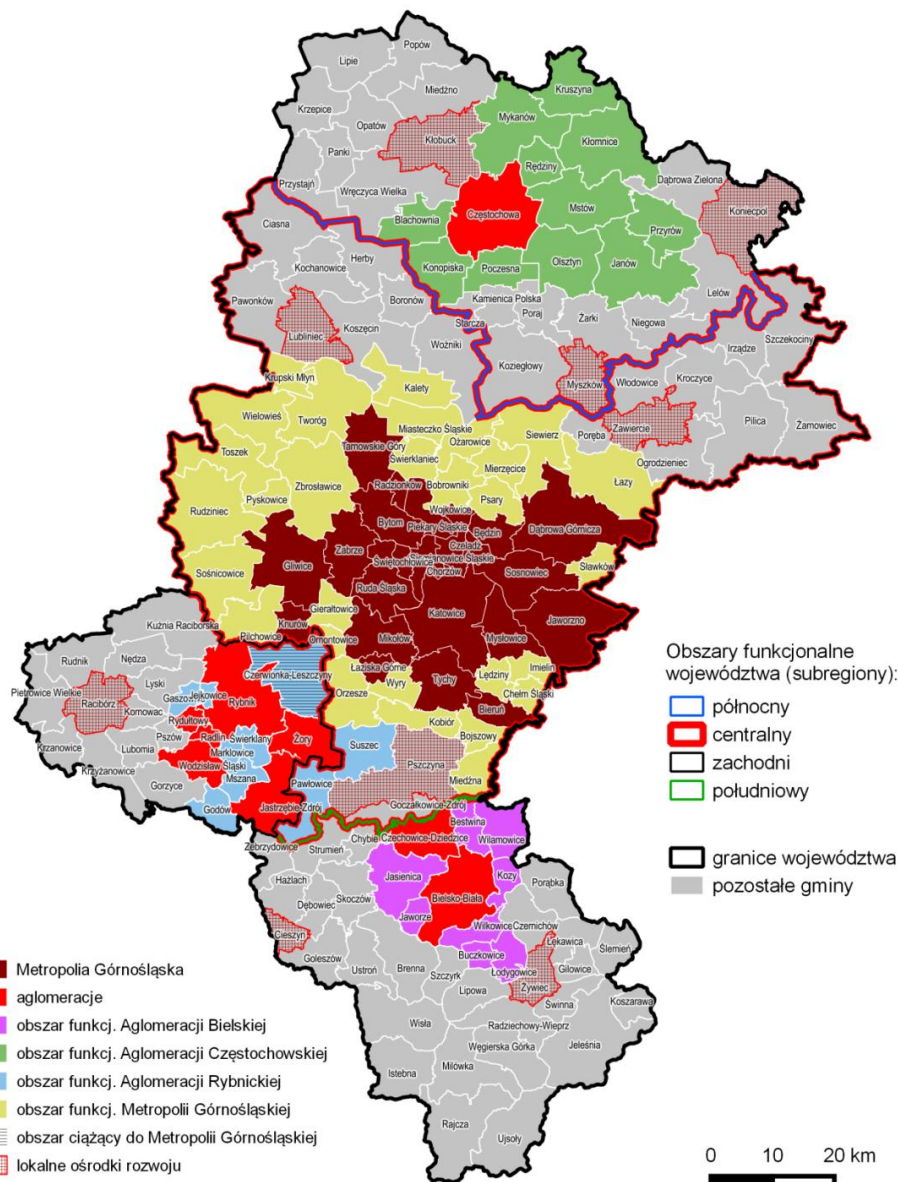 Popów
Lipie
Miedźno
Kruszyna
Krzepice
Mykanów
Opatów
Kłobuck
Kłomnice
Panki
Rędziny
Przystajń
Wręczyca Wielka
Dąbrowa Zielona
Częstochowa
Mstów
Koniecpol
Blachownia
Ciasna
Przyrów
Herby
Konopiska
Poczesna
Olsztyn
Janów
Kochanowice
Lelów
Pawonków
Boronów
Kamienica Polska
Poraj
Żarki
Niegowa
Szczekociny
Starcza
Irządze
Lubliniec
Koszęcin
Woźniki
Koziegłowy
Myszków
Włodowice
Kroczyce
Krupski Młyn
Kalety
Pilica
Żarnowiec
Wielowieś
Tworóg
Miasteczko Śląskie
Siewierz
Zawiercie
Poręba
Ożarowice
Tarnowskie Góry
Świerklaniec
Mierzęcice
Ogrodzieniec
Toszek
Zbrosławice
Radzionków
Bobrowniki
Psary
Łazy
Pyskowice
Wojkowice
Rudziniec
Bytom
Piekary Śląskie
Będzin
Dąbrowa Górnicza
Zabrze
Czeladź
Siemianowice Śląskie
Świętochłowice
Chorzów
Gliwice
Sosnowiec
Sławków
Sośnicowice
Ruda Śląska
Katowice
Gierałtowice
Jaworzno
Knurów
Mikołów
Mysłowice
Kuźnia Raciborska
Pilchowice
Ornontowice
Czerwionka-Leszczyny
Łaziska Górne
Wyry
Tychy
Lędziny
Imielin
Chełm Śląski
Rudnik
Nędza
Lyski
Orzesze
Bieruń
Pietrowice Wielkie
Racibórz
Gaszowice
Jejkowice
Rybnik
Kornowac
Rydułtowy
Kobiór
Bojszowy
Pszów
Radlin
Świerklany
Żory
Suszec
Krzanowice
Lubomia
Marklowice
Pszczyna
Wodzisław Śląski
Krzyżanowice
Mszana
Pawłowice
Miedźna
Gorzyce
Godów
Jastrzębie-Zdrój
Goczałkowice-Zdrój
Bestwina
Zebrzydowice
Strumień
Chybie
Czechowice-Dziedzice
Wilamowice
Hażlach
Jasienica
Kozy
Porąbka
Skoczów
Bielsko-Biała
Dębowiec
Jaworze
Wilkowice
Czernichów
Cieszyn
Łękawica
Ślemień
Goleszów
Ustroń
Brenna
Szczyrk
Buczkowice
Łodygowice
Gilowice
Żywiec
Lipowa
Świnna
Koszarawa
Wisła
Radziechowy-Wieprz
Węgierska Górka
Jeleśnia
Istebna
Milówka
Rajcza
Ujsoły
Obszary funkcjonalne
województwa (subregiony):
północny
centralny
zachodni
południowy
granice województwa
pozostałe gminy
Metropolia Górnośląska
aglomeracje
obszar funkcj. Aglomeracji Bielskiej
obszar funkcj. Aglomeracji Częstochowskiej
obszar funkcj. Aglomeracji Rybnickiej
obszar funkcj. Metropolii Górnośląskiej
obszar ciążący do Metropolii Górnośląskiej
lokalne ośrodki rozwoju
0 10 20 km